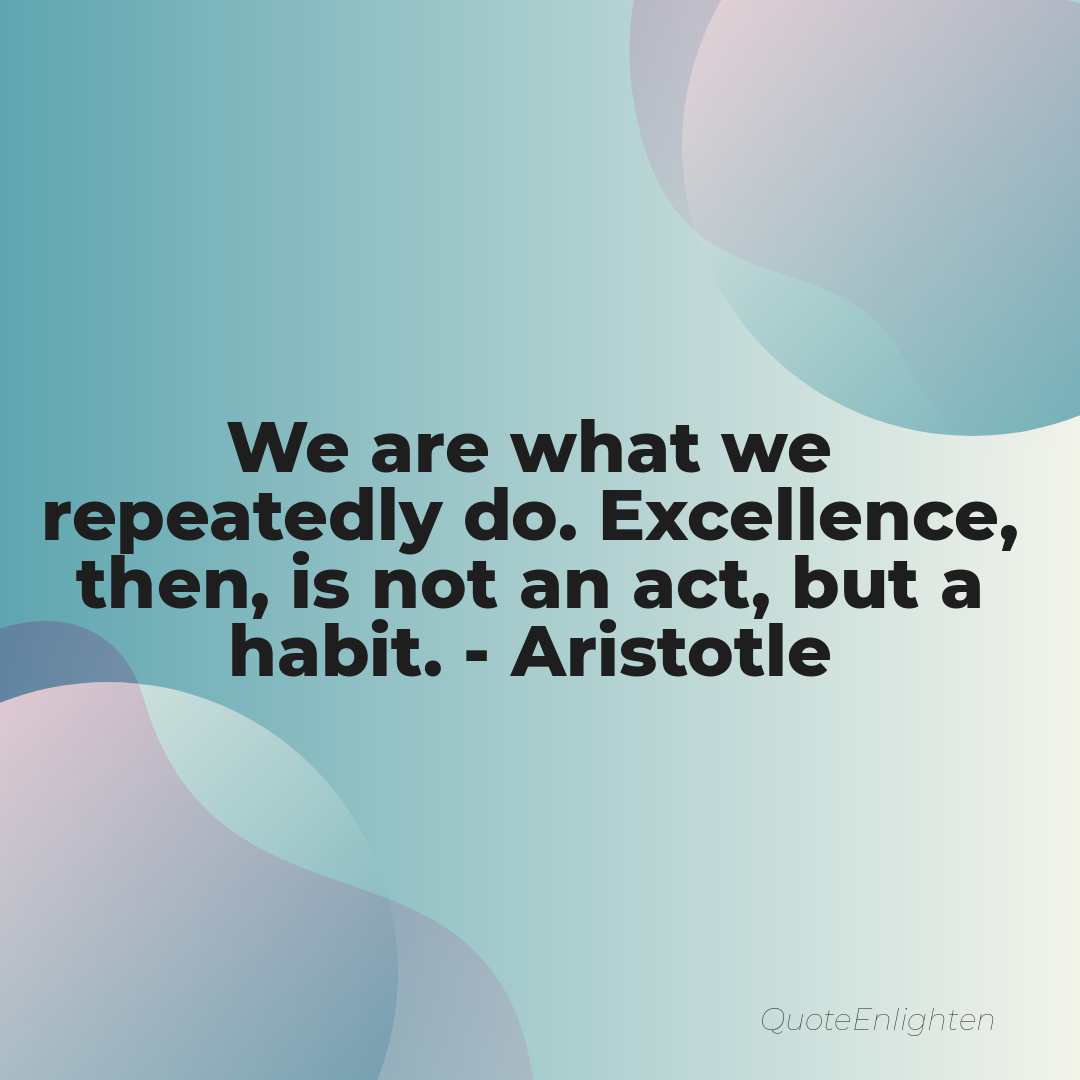 We are what we
repeatedly do. Excellence,
then, is not an act, but a
habit. - Aristotle
QuoteEnlighten